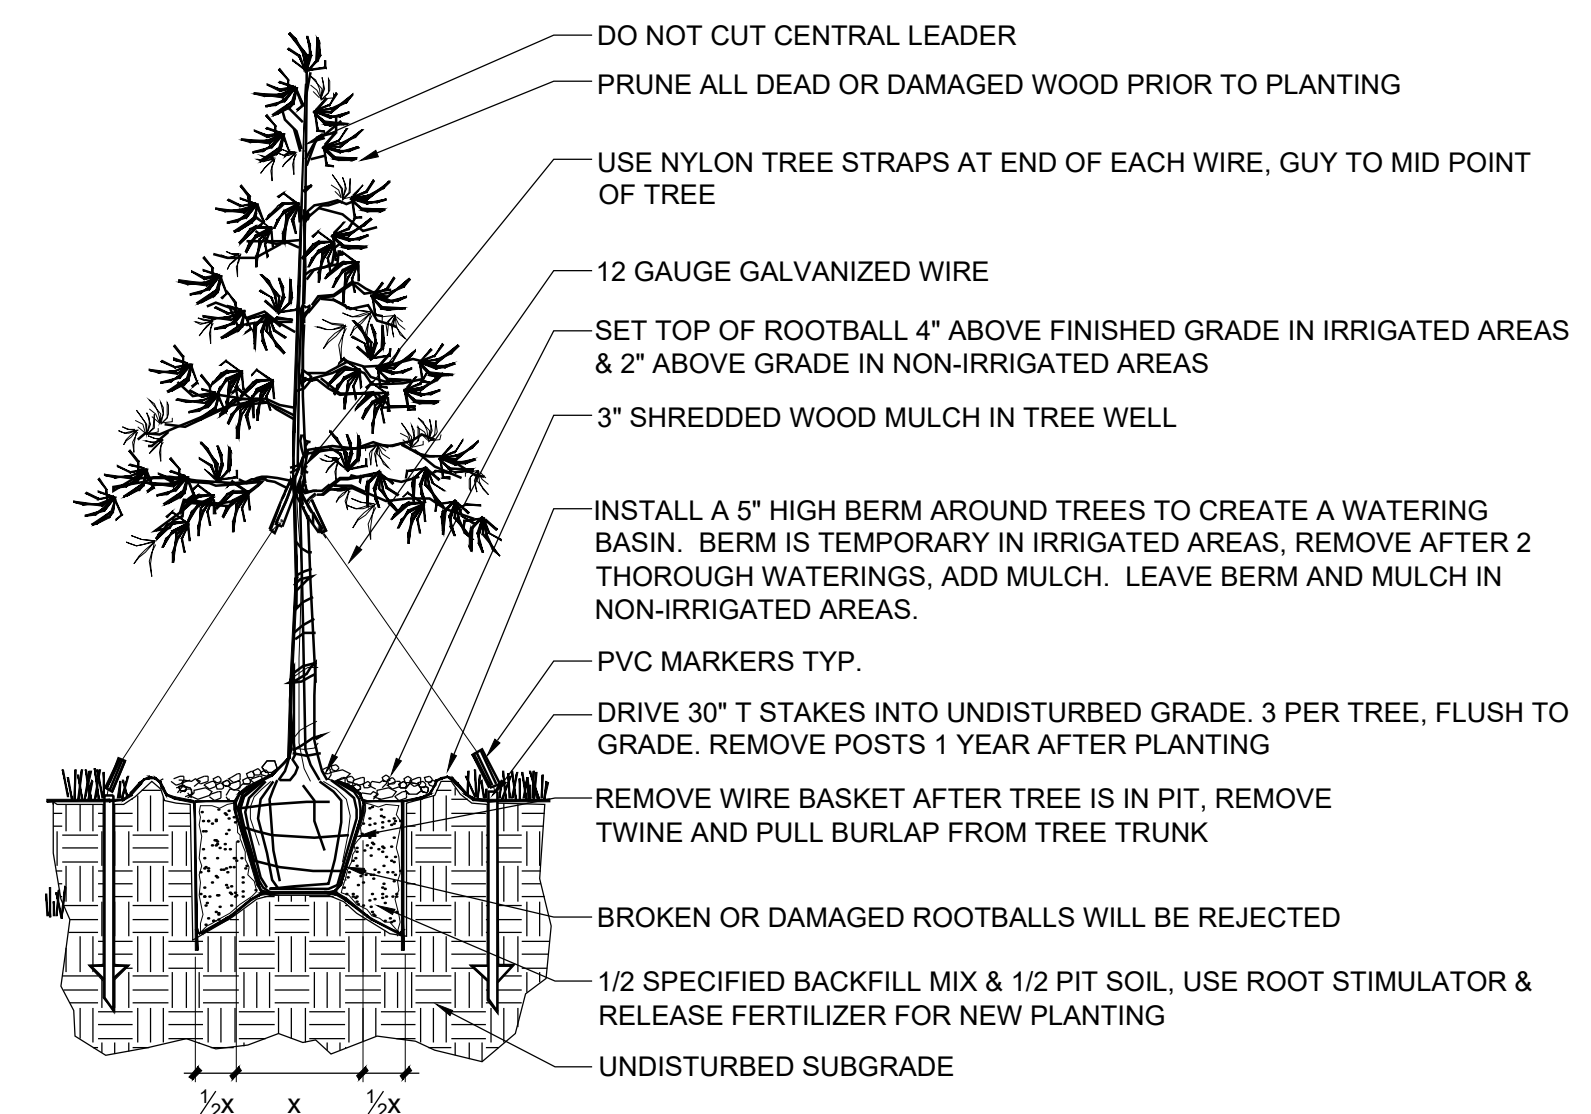 DO NOT CUT CENTRAL LEADER
PRUNE ALL DEAD OR DAMAGED WOOD PRIOR TO PLANTING
USE NYLON TREE STRAPS AT END OF EACH WIRE, GUY TO MID POINT
OF TREE
12 GAUGE GALVANIZED WIRE
SET TOP OF ROOTBALL 4" ABOVE FINISHED GRADE IN IRRIGATED AREAS
& 2" ABOVE GRADE IN NON-IRRIGATED AREAS
3" SHREDDED WOOD MULCH IN TREE WELL
INSTALL A 5" HIGH BERM AROUND TREES TO CREATE A WATERING
BASIN. BERM IS TEMPORARY IN IRRIGATED AREAS, REMOVE AFTER 2
THOROUGH WATERINGS, ADD MULCH. LEAVE BERM AND MULCH IN
NON-IRRIGATED AREAS.
PVC MARKERS TYP.
DRIVE 30" T STAKES INTO UNDISTURBED GRADE. 3 PER TREE, FLUSH TO
GRADE. REMOVE POSTS 1 YEAR AFTER PLANTING
REMOVE WIRE BASKET AFTER TREE IS IN PIT, REMOVE
TWINE AND PULL BURLAP FROM TREE TRUNK
BROKEN OR DAMAGED ROOTBALLS WILL BE REJECTED
1/2 SPECIFIED BACKFILL MIX & 1/2 PIT SOIL, USE ROOT STIMULATOR &
RELEASE FERTILIZER FOR NEW PLANTING
UNDISTURBED SUBGRADE
½x x ½x